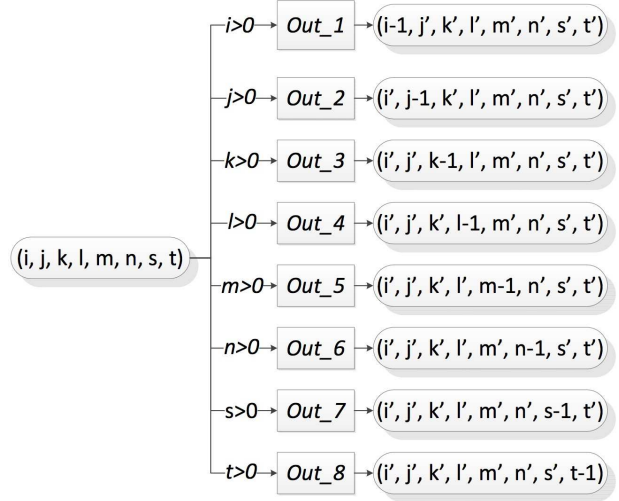 i>0 Out_1 (i-1, j’, k’, l’, m’, n’, s’, t’)
j>0 Out_2 (i’, j-1, k’, l’, m’, n’, s’, t’)
k>0 Out_3 (i’, j’, k-1, l’, m’, n’, s’, t’)
l>0 Out_4 (i’, j’, k’, l-1, m’, n’, s’, t’)
(i, j, k, l, m, n, s, t)
m>0 Out_5 (i’, j’, k’, l’, m-1, n’, s’, t’)
n>0 Out_6 (i’, j’, k’, l’, m’, n-1, s’, t’)
s>0 Out_7 (i’, j’, k’, l’, m’, n’, s-1, t’)
t>0 Out_8 (i’, j’, k’, l’, m’, n’, s’, t-1)